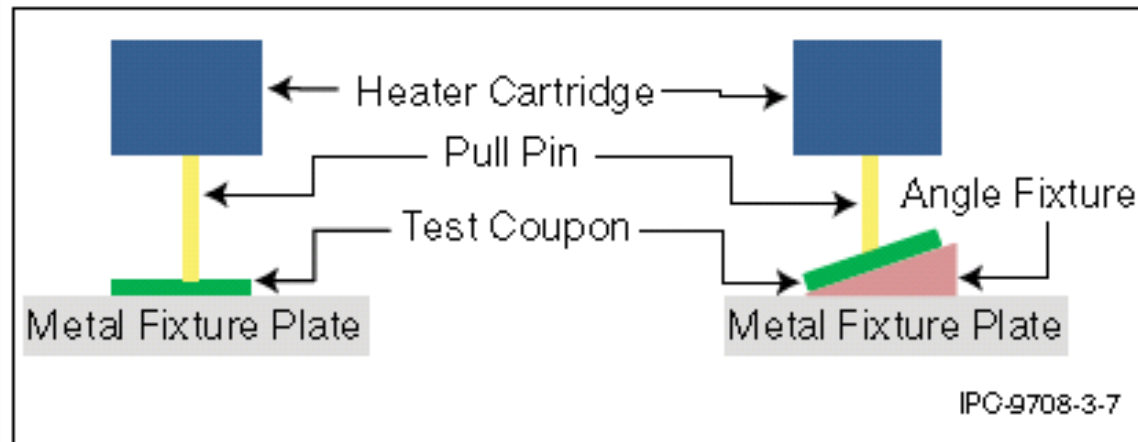 Heater Cartridge
Pull Pin
Angle Fixture
Test Coupon
Metal Fixture Plate
Metal Fixture Plate
IPC-9708-3-7